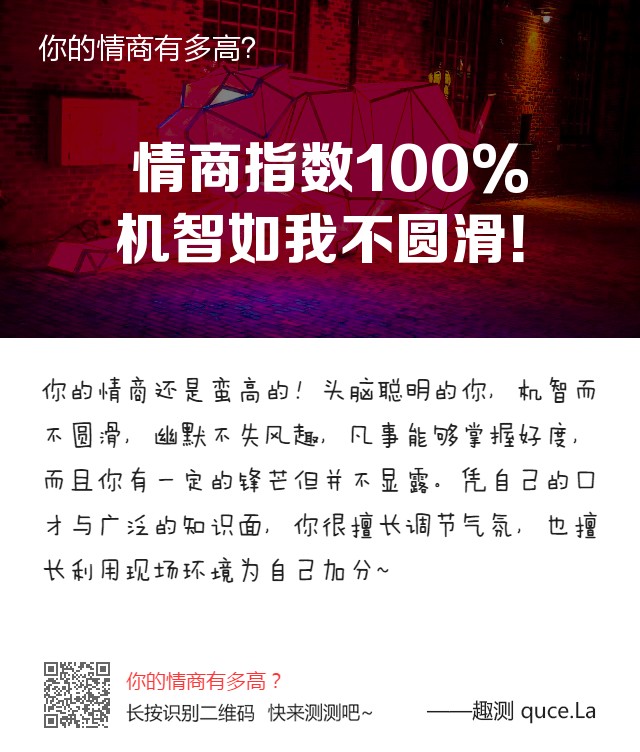 你的情商有多高?
情商指数100%
机智如我不圆滑!
你的情商还是蛮高的! 头脑聪明的你, 机智而
不圆滑, 幽默不失风趣, 凡事能够掌握好度,
而且你有一定的锋芒但并不显露。凭自己的口
才与广泛的知识面, 你很擅长调节气氛, 也擅
长利用现场环境为自己加分~
你的情商有多高？
长按识别二维码 快来测测吧~
——趣测 quce.La